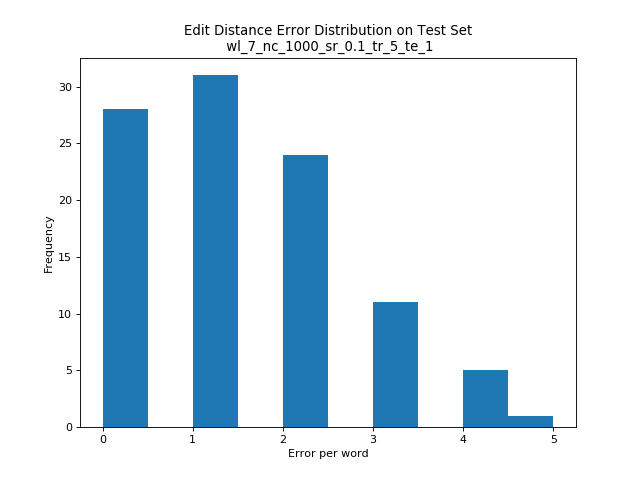 Edit Distance Error Distribution on Test Set
wl_7_nc_1000_sr_0.1_tr_5_te_1
30
25
20
15
10
5
0
Frequency
0 1 2 3 4 5
Error per word